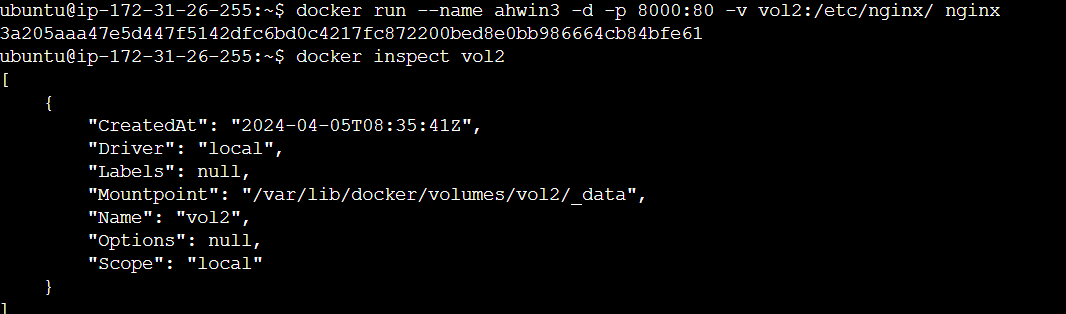 ubuntu@ip-172-31-26-255:~$ docker run --name ahwin3 -d -p 8000:80 -v vol2:/etc/nginx/ nginx
3a205aaa47e5d447f5142dfc6bd0c4217fc872200bed8e0bb986664cb84bfe61
ubuntu@ip-172-31-26-255:~$ docker inspect vol2
[
    {
        "CreatedAt": "2024-04-05T08:35:41Z",
        "Driver": "local",
        "Labels": null,
        "Mountpoint": "/var/lib/docker/volumes/vol2/_data",
        "Name": "vol2",
        "Options": null,
        "Scope": "local"
    }
]